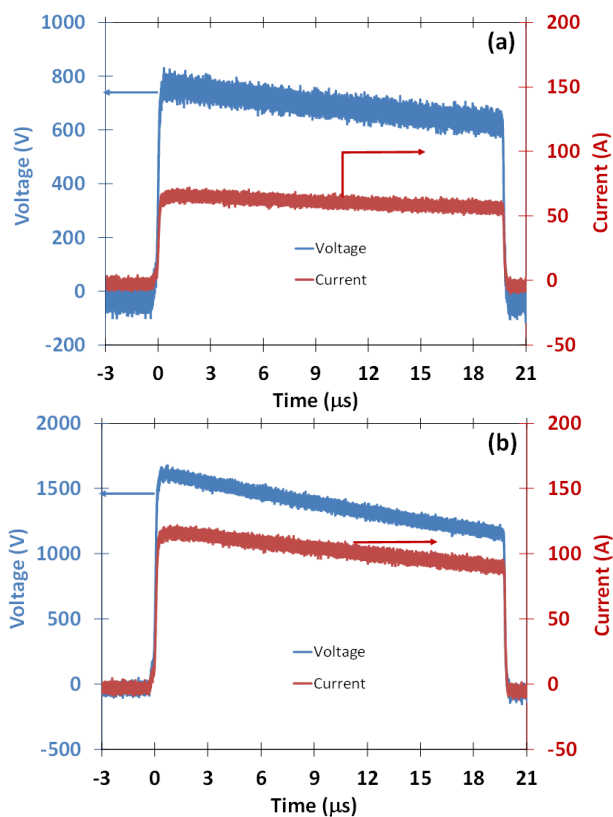 (a)
1000
800
600
400
200
0
-200
Voltage (V)
200
150
100
50
0
-50
Current (A)
Voltage
Current
-3 0 3 6 9 12 15 18 21
Time (μs)
(b)
2000
1500
1000
500
0
-500
Voltage (V)
200
150
100
50
0
-50
Current (A)
Voltage
Current
-3 0 3 6 9 12 15 18 21
Time (μs)